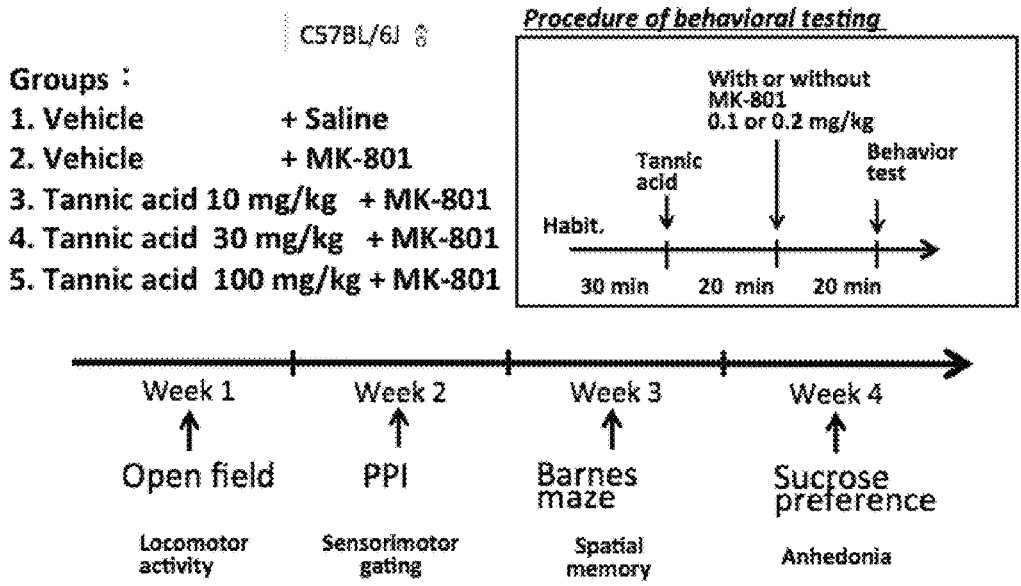 C57BL/6J ♂
Procedure of behavioral testing
Groups :
1. Vehicle + Saline
2. Vehicle + MK-801
3. Tannic acid 10 mg/kg + MK-801
4. Tannic acid 30 mg/kg + MK-801
5. Tannic acid 100 mg/kg + MK-801
With or without
MK-801
0.1 or 0.2 mg/kg
Tannic
acid
Behavior
test
Habit.
30 min 20 min 20 min
Week 1 Week 2 Week 3 Week 4
Open field
PPI
Barnes
maze
Sucrose
preference
Locomotor
activity
Sensorimotor
gating
Spatial
memory
Anhedonia